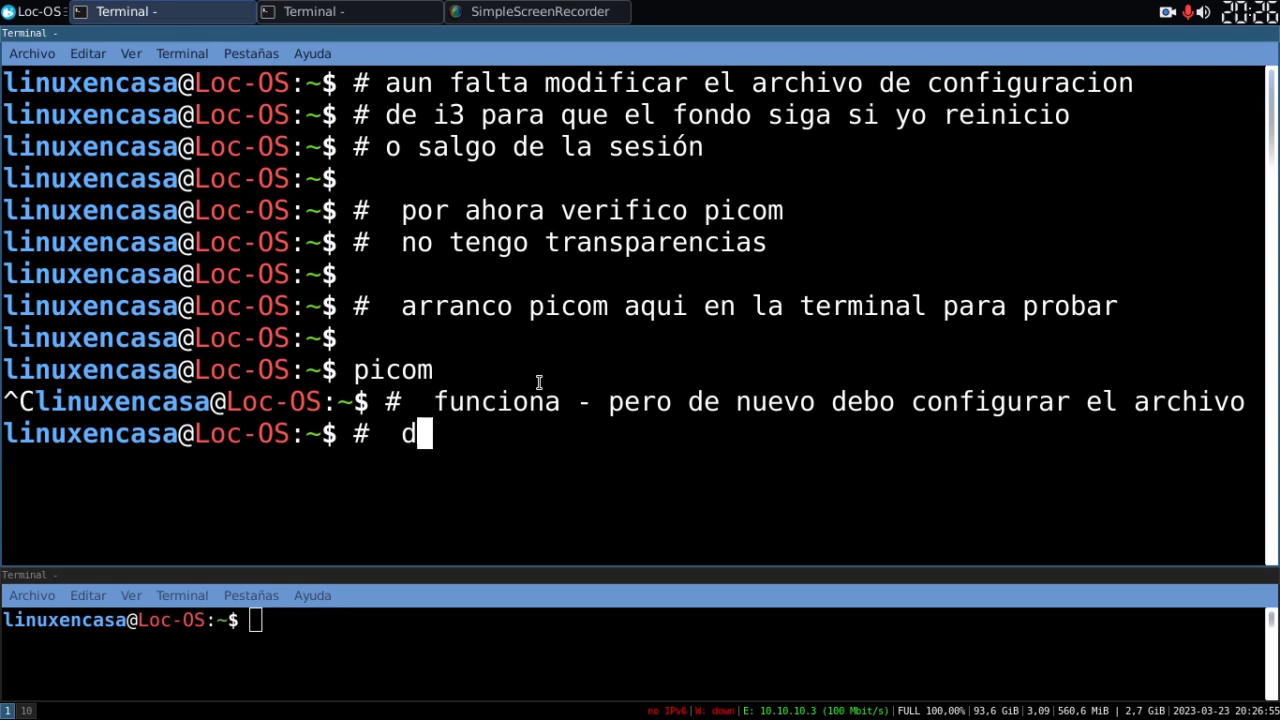 Loc-OS Terminal - Terminal - SimpleScreenRecorder 20:26
Terminal -
Archivo Editar Ver Terminal Pestañas Ayuda
linuxencasa@Loc-OS:~$ # aun falta modificar el archivo de configuracion
linuxencasa@Loc-OS:~$ # de i3 para que el fondo siga si yo reinicio
linuxencasa@Loc-OS:~$ # o salgo de la sesión
linuxencasa@Loc-OS:~$
linuxencasa@Loc-OS:~$ #  por ahora verifico picom
linuxencasa@Loc-OS:~$ #  no tengo transparencias
linuxencasa@Loc-OS:~$
linuxencasa@Loc-OS:~$ #  arranco picom aqui en la terminal para probar
linuxencasa@Loc-OS:~$
linuxencasa@Loc-OS:~$ picom
^Clinuxencasa@Loc-OS:~$ #  funciona - pero de nuevo debo configurar el archivo
linuxencasa@Loc-OS:~$ #  d
Terminal -
Archivo Editar Ver Terminal Pestañas Ayuda
linuxencasa@Loc-OS:~$
1 10 no IPv6|W: down|E: 10.10.10.3 (100 Mbit/s)|FULL 100,00%|93,6 GiB|3,09|560,6 MiB | 2,7 GiB|2023-03-23 20:26:55